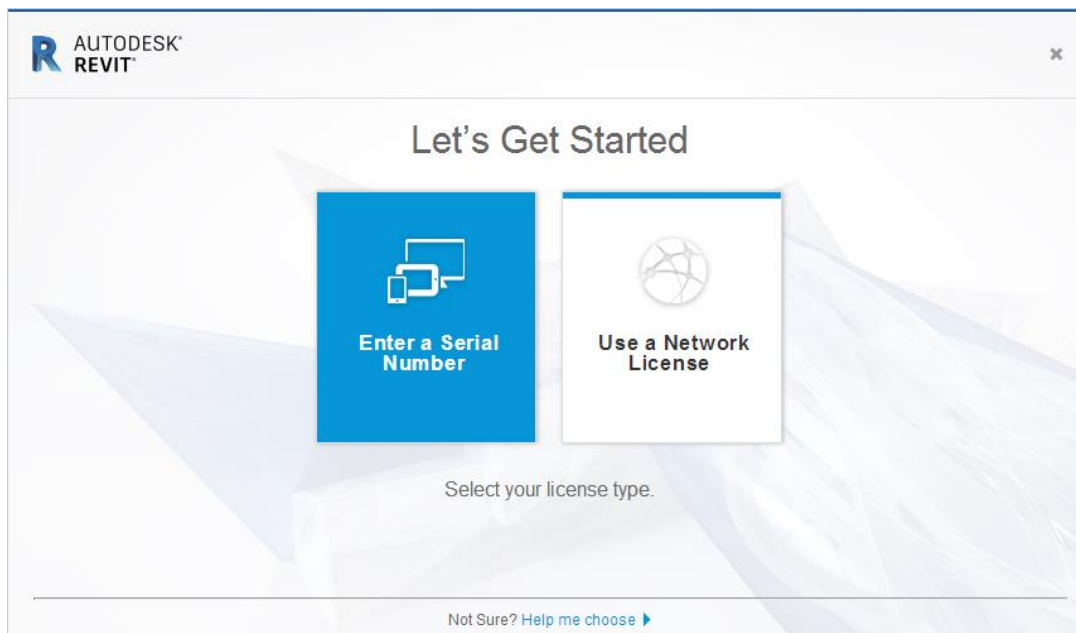 AUTODESK®
REVIT®
Let's Get Started
Enter a Serial
Number
Use a Network
License
Select your license type.
Not Sure? Help me choose